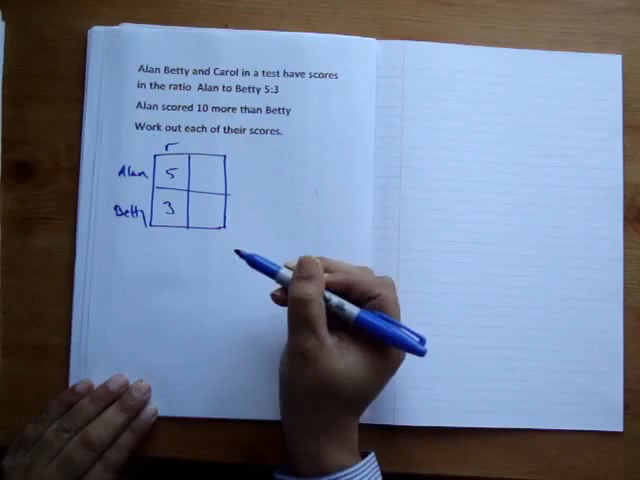 Alan Betty and Carol in a test have scores
in the ratio Alan to Betty 5:3
Alan scored 10 more than Betty
Work out each of their scores.
r
Alan 5
Betty 3